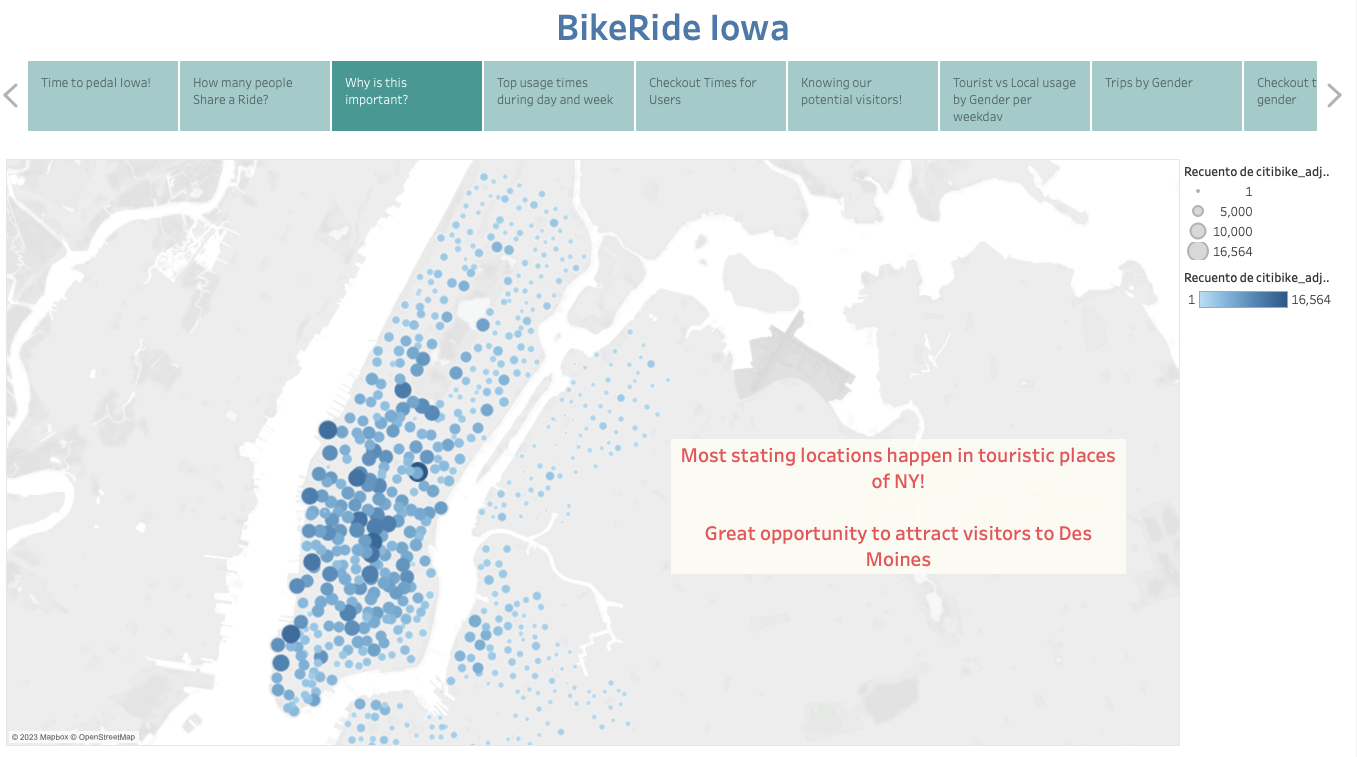 BikeRide Iowa
Time to pedal Iowa!
How many people
Share a Ride?
Why is this
important?
Top usage times
during day and week
Checkout Times for
Users
Knowing our
potential visitors!
Tourist vs Local usage
by Gender per
weekday
Trips by Gender
Checkout t
gender
Recuento de citibike_adj..
1
5,000
10,000
16,564
Recuento de citibike_adj..
1 16,564
Most stating locations happen in touristic places
of NY!
Great opportunity to attract visitors to Des
Moines
© 2023 Mapbox © OpenStreetMap